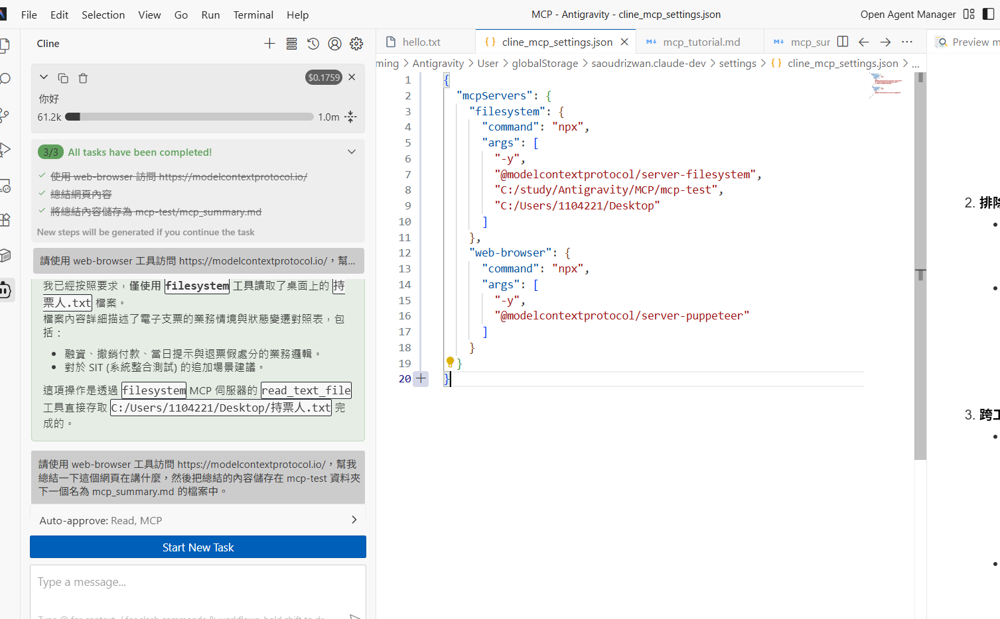 File Edit Selection View Go Run Terminal Help
MCP - Antigravity - cline_mcp_settings.json
Open Agent Manager
Cline
$0.1759
你好
61.2k 1.0m
3/3 All tasks have been completed!
使用 web-browser 訪問 https://modelcontextprotocol.io/
總結網頁內容
將總結內容儲存為 mcp-test/mcp_summary.md
New steps will be generated if you continue the task
請使用 web-browser 工具訪問 https://modelcontextprotocol.io/，幫...
我已經按照要求，僅使用 filesystem 工具讀取了桌面上的 持
票人.txt 檔案。
檔案內容詳細描述了電子支票的業務情境與狀態變遷對照表，包
括：
融資、撤銷付款、當日提示與退票假處分的業務邏輯。
對於 SIT (系統整合測試) 的追加場景建議。
這項操作是透過 filesystem MCP 伺服器的 read_text_file
工具直接存取 C:/Users/1104221/Desktop/持票人.txt 完
成的。
請使用 web-browser 工具訪問 https://modelcontextprotocol.io/，幫我
總結一下這個網頁在講什麼，然後把總結的內容儲存在 mcp-test 資料夾
下一個名為 mcp_summary.md 的檔案中。
Auto-approve: Read, MCP
Start New Task
Type a message...
hello.txt
cline_mcp_settings.json
mcp_tutorial.md
mcp_sur
ming > Antigravity > User > globalStorage > saoudrizwan.claude-dev > settings > {} cline_mcp_settings.json > ...
1 {
2 "mcpServers": {
3 "filesystem": {
4 "command": "npx",
5 "args": [
6 "-y",
7 "@modelcontextprotocol/server-filesystem",
8 "C:/study/Antigravity/MCP/mcp-test",
9 "C:/Users/1104221/Desktop"
10 ]
11 },
12 "web-browser": {
13 "command": "npx",
14 "args": [
15 "-y",
16 "@modelcontextprotocol/server-puppeteer"
17 ]
18 }
19 }
20 }
Preview m
2. 排除
3. 跨工